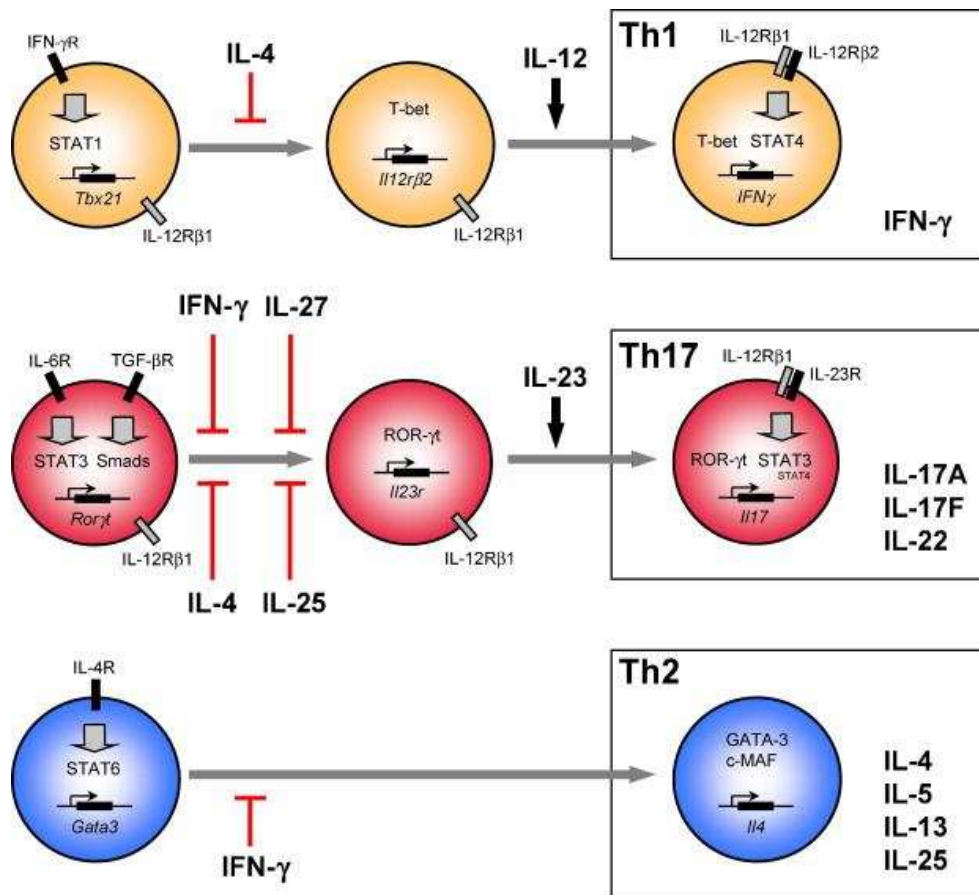 IFN-γR
STAT1
Tbx21
IL-12Rβ1
IL-4
T-bet
Il12rβ2
IL-12Rβ1
IL-12
Th1
IL-12Rβ1
IL-12Rβ2
T-bet STAT4
IFNγ
IFN-γ
IL-6R TGF-βR
STAT3 Smads
Rorγt
IL-12Rβ1
IFN-γ IL-27
IL-4 IL-25
ROR-γt
Il23r
IL-12Rβ1
IL-23
Th17
IL-12Rβ1
IL-23R
ROR-γt STAT3
STAT4
Il17
IL-17A
IL-17F
IL-22
IL-4R
STAT6
Gata3
IFN-γ
Th2
GATA-3
c-MAF
Il4
IL-4
IL-5
IL-13
IL-25